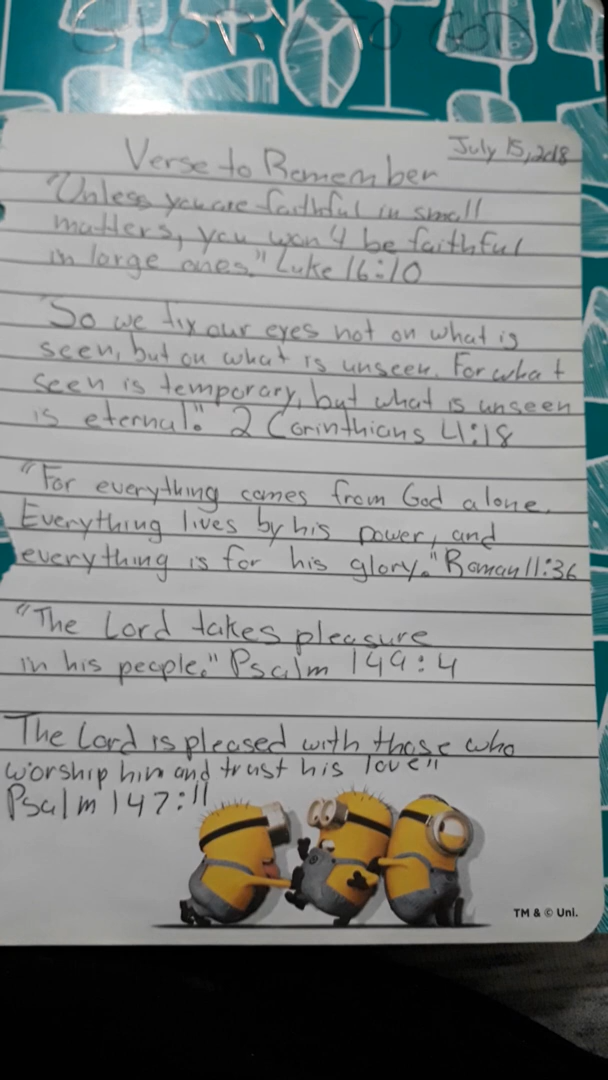 GLORY TO GOD
July 15, 2018
Verse to Remember
"Unless you are faithful in small
matters, you won't be faithful
in large ones." Luke 16:10
"So we fix our eyes not on what is
seen, but on what is unseen. For what
seen is temporary, but what is unseen
is eternal." 2 Corinthians 4:18
"For everything comes from God alone.
Everything lives by his power, and
everything is for his glory." Roman 11:36
"The Lord takes pleasure
in his people." Psalm 149:4
The Lord is pleased with those who
worship him and trust his love"
Psalm 147:11
TM & © Uni.